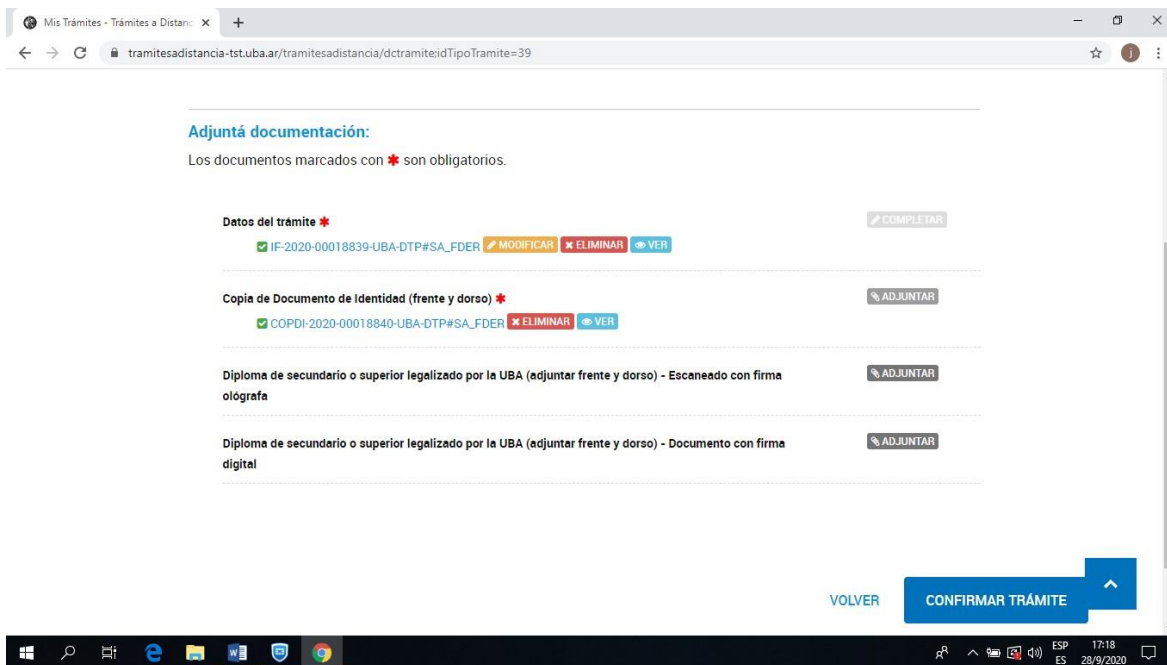 Mis Trámites - Trámites a Distanc
tramitesadistancia-tst.uba.ar/tramitesadistancia/dctramite;idTipoTramite=39
j
Adjuntá documentación:
Los documentos marcados con * son obligatorios.
Datos del trámite * COMPLETAR
IF-2020-00018839-UBA-DTP#SA_FDER MODIFICAR ELIMINAR VER
Copia de Documento de Identidad (frente y dorso) * ADJUNTAR
COPDI-2020-00018840-UBA-DTP#SA_FDER ELIMINAR VER
Diploma de secundario o superior legalizado por la UBA (adjuntar frente y dorso) - Escaneado con firma ADJUNTAR
ológrafa
Diploma de secundario o superior legalizado por la UBA (adjuntar frente y dorso) - Documento con firma ADJUNTAR
digital
VOLVER CONFIRMAR TRÁMITE
ESP 17:18
ES 28/9/2020